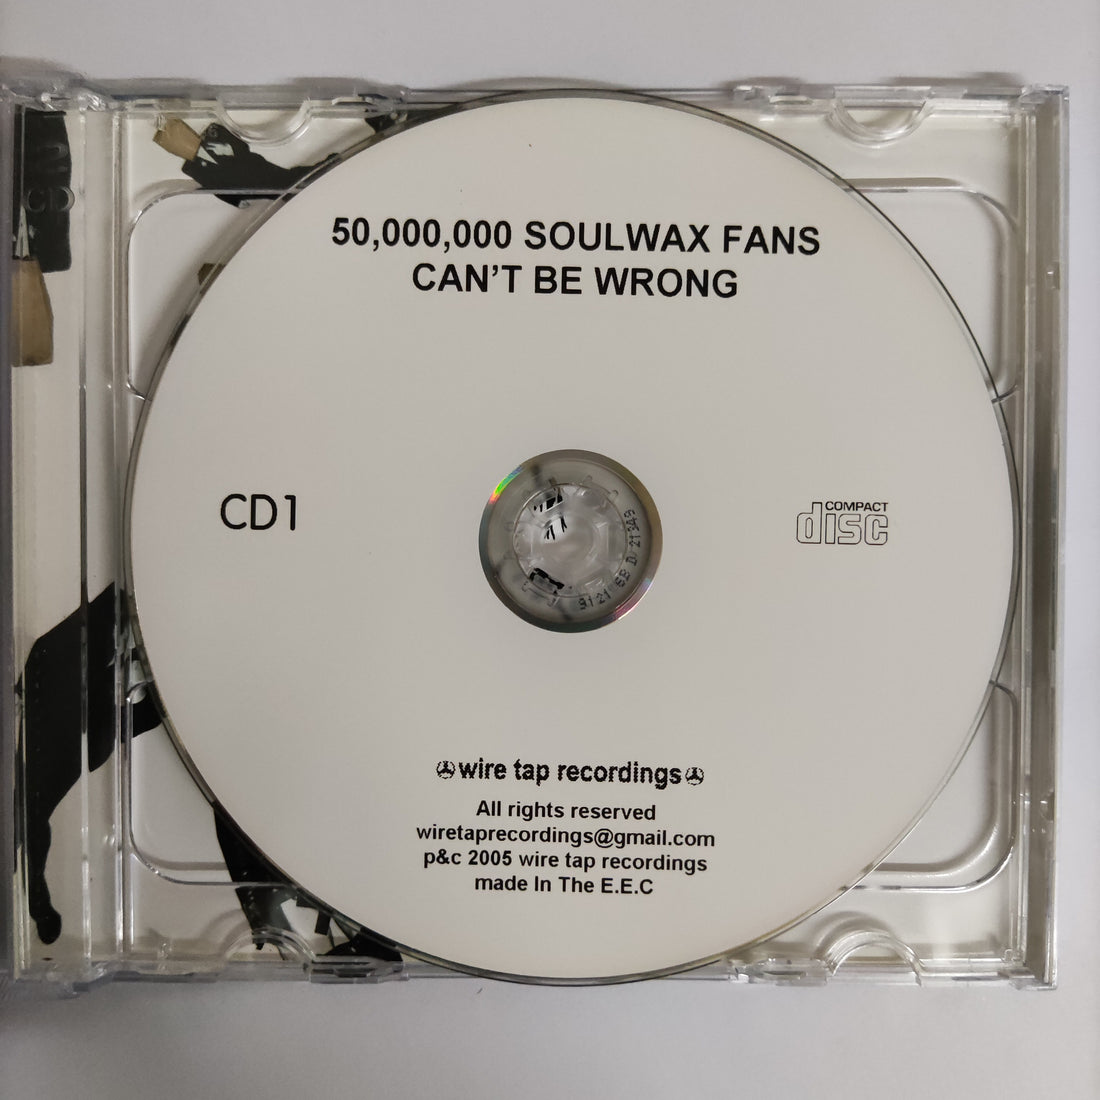 50,000,000 SOULWAX FANS
CAN'T BE WRONG
CD1
COMPACT
disc
wire tap recordings
All rights reserved
wiretaprecordings@gmail.com
p&c 2005 wire tap recordings
made In The E.E.C